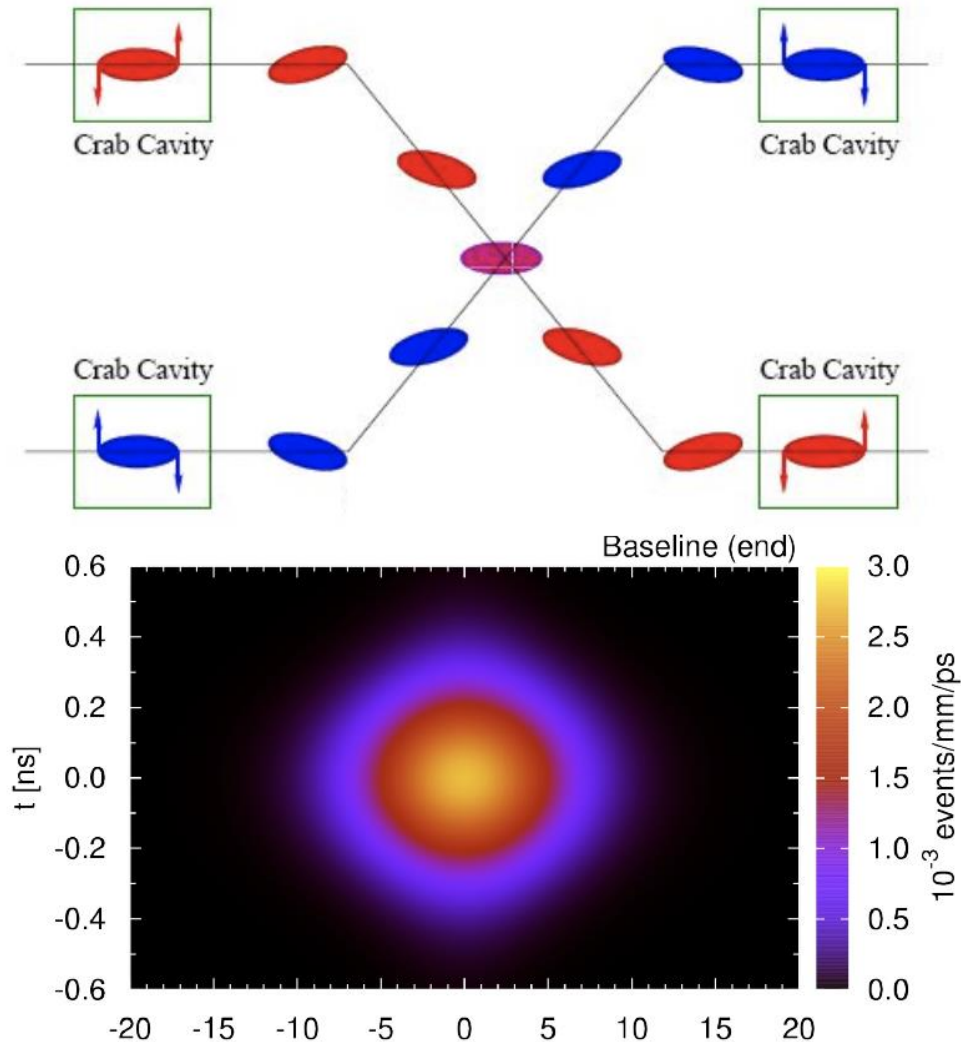 Crab Cavity Crab Cavity
Crab Cavity Crab Cavity
Baseline (end)
0.6 3.0
0.4 2.5
0.2 2.0
t [ns] 0.0 1.5 10-3 events/mm/ps
-0.2 1.0
-0.4 0.5
-0.6 0.0
-20 -15 -10 -5 0 5 10 15 20